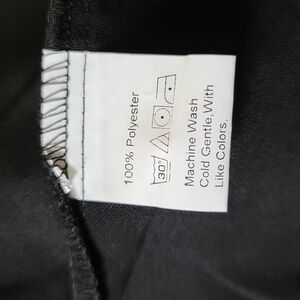 100% Polyester
30°
Machine Wash
Cold Gentle,With
Like Colors.